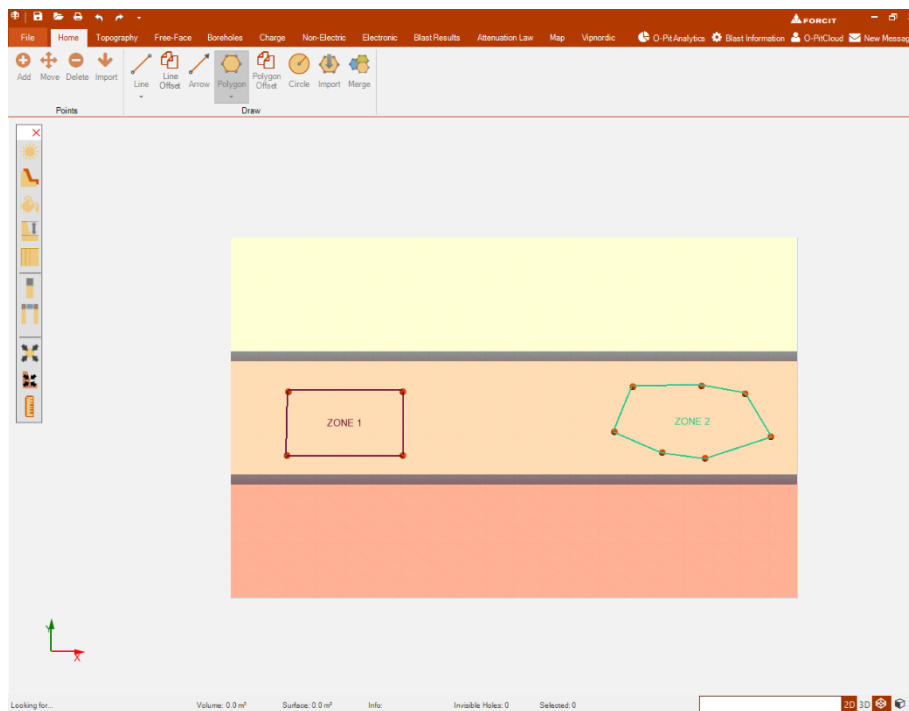 FORCIT
File Home Topography Free-Face Boreholes Charge Non-Electric Electronic Blast Results Attenuation Law Map Vipnordic O-PitAnalytics Blast Information O-PitCloud New Messag
Add Move Delete Import Line Line Offset Arrow Polygon Polygon Offset Circle Import Merge
Points Draw
ZONE 1 ZONE 2
Y
X
Looking for... Volume: 0.0 m³ Surface: 0.0 m² Info: Invisible Holes: 0 Selected: 0 2D 3D